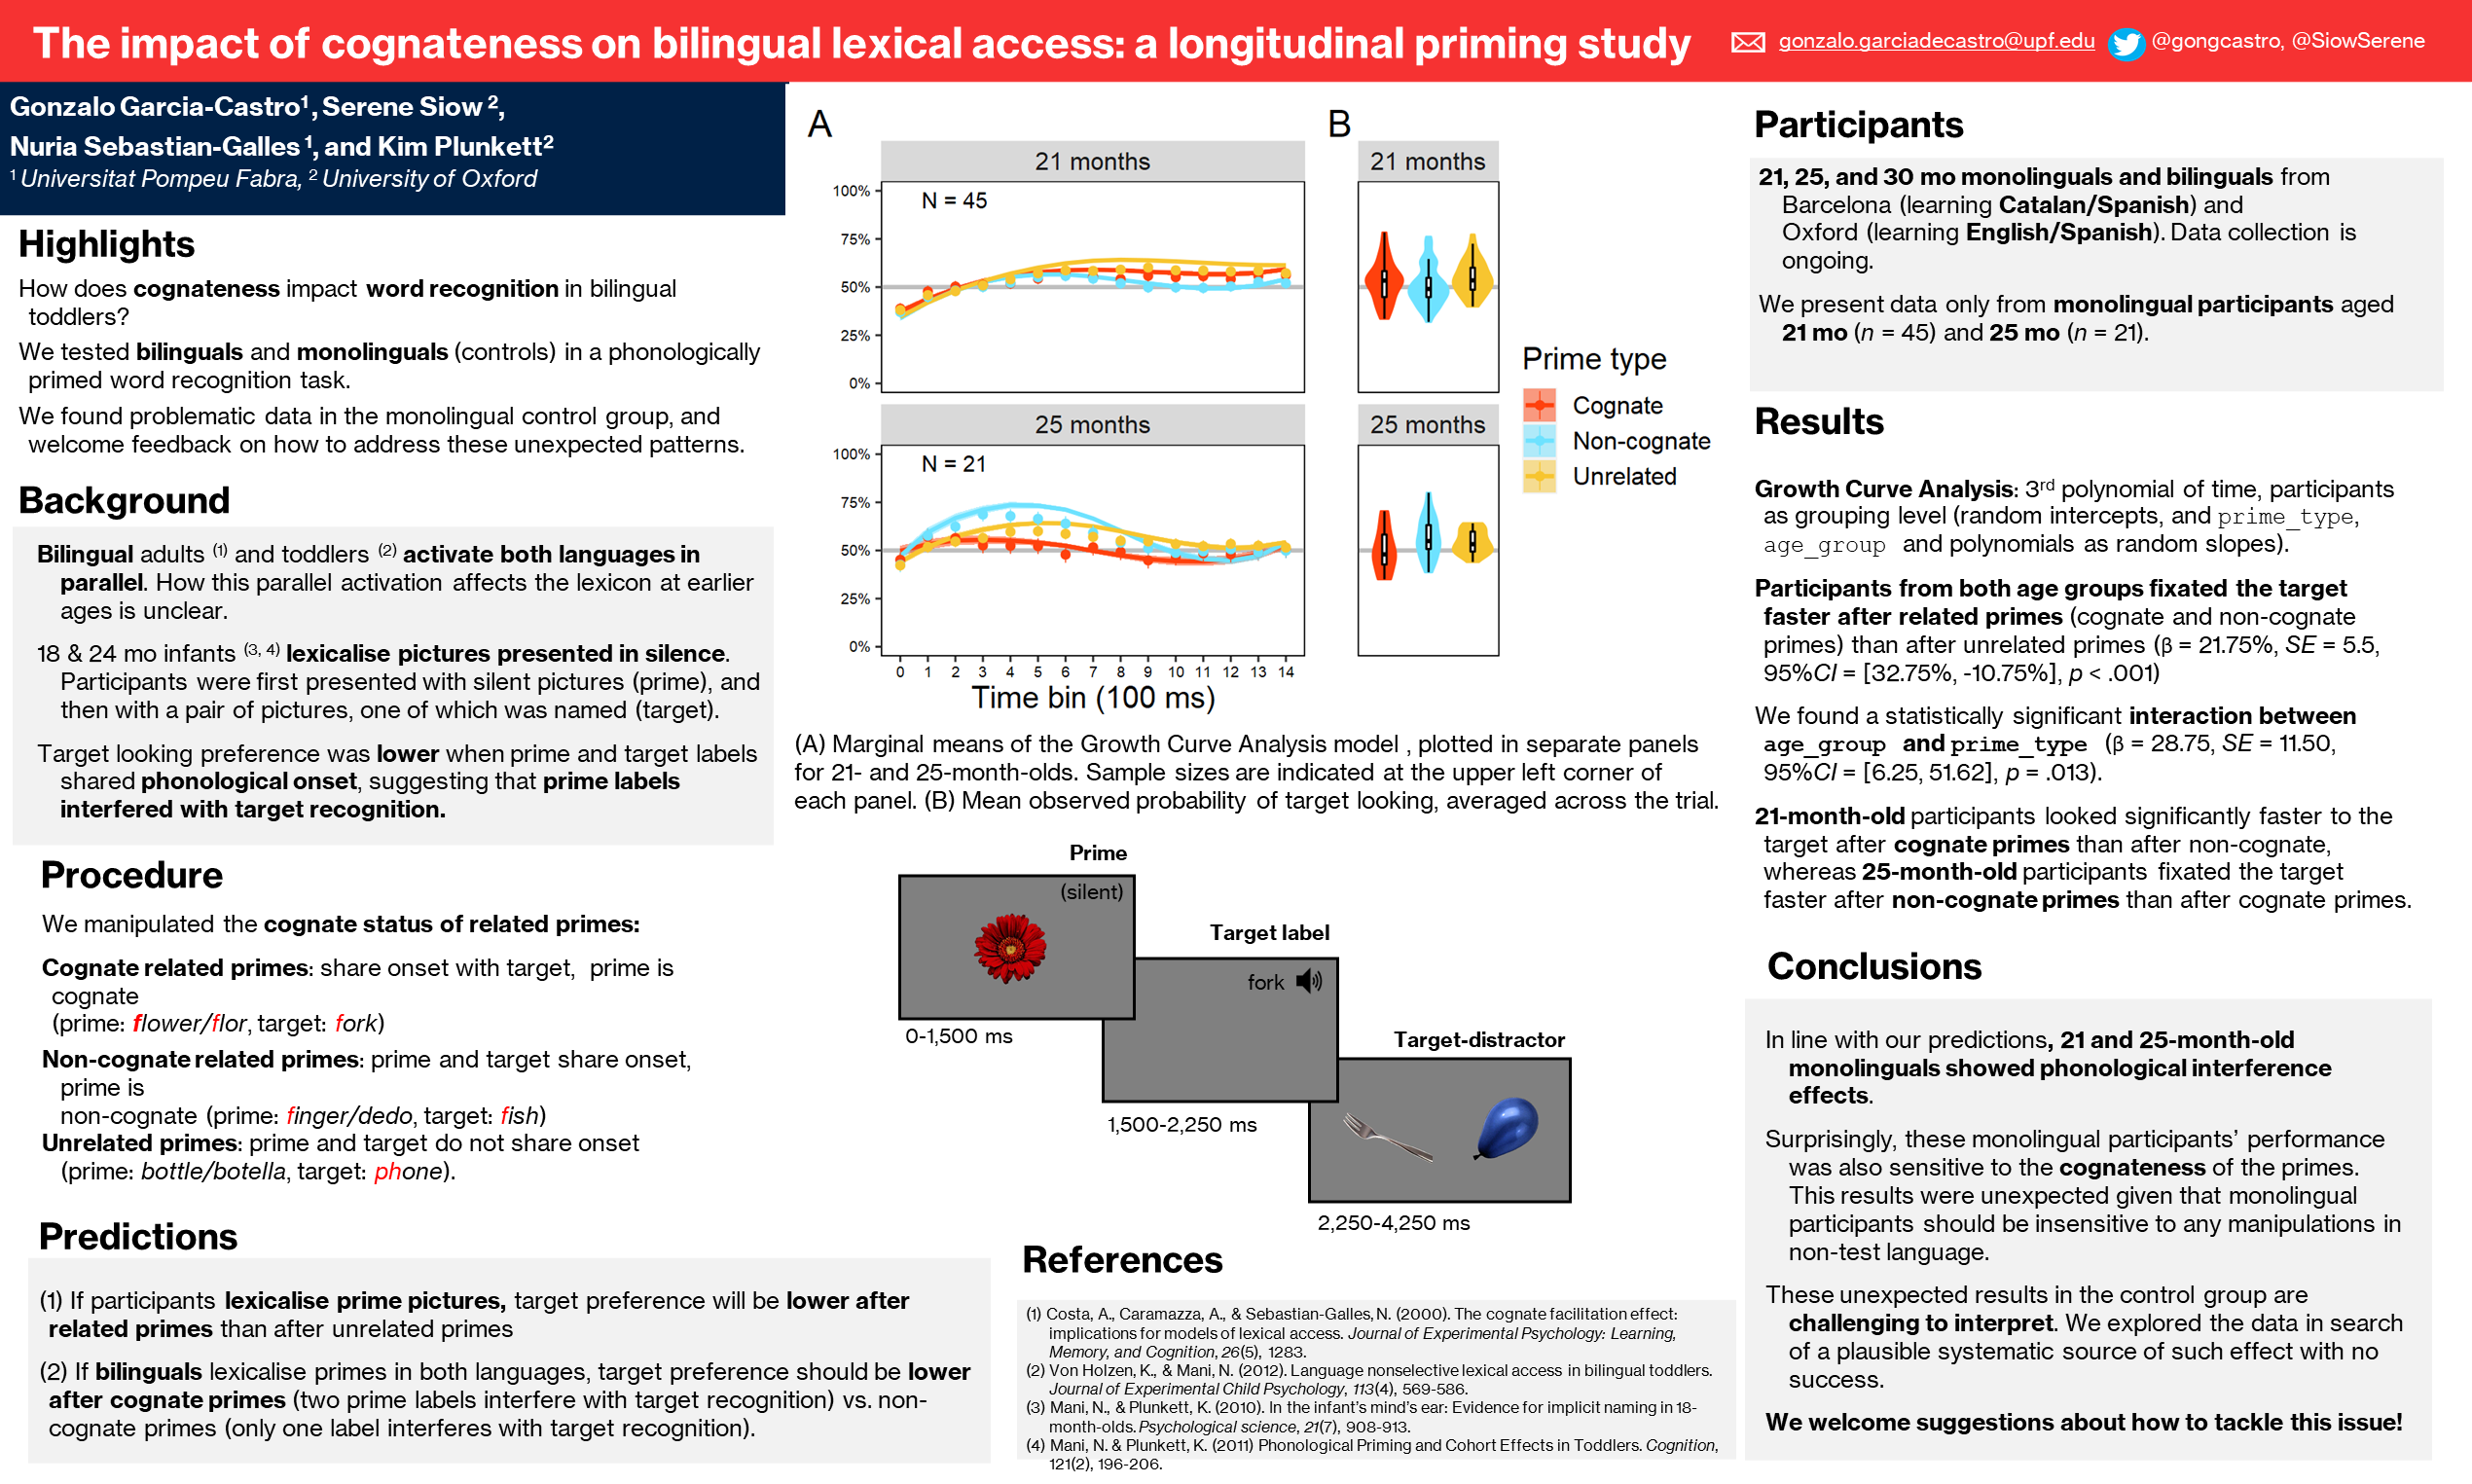 The impact of cognateness on bilingual lexical access: a longitudinal priming study
gonzalo.garciadecastro@upf.edu
@gongcastro, @SiowSerene
Gonzalo Garcia-Castro¹, Serene Siow ²,
Nuria Sebastian-Galles ¹, and Kim Plunkett²
¹ Universitat Pompeu Fabra, ² University of Oxford
Highlights
How does cognateness impact word recognition in bilingual
toddlers?
We tested bilinguals and monolinguals (controls) in a phonologically
primed word recognition task.
We found problematic data in the monolingual control group, and
welcome feedback on how to address these unexpected patterns.
Background
Bilingual adults (1) and toddlers (2) activate both languages in
parallel. How this parallel activation affects the lexicon at earlier
ages is unclear.
18 & 24 mo infants (3, 4) lexicalise pictures presented in silence.
Participants were first presented with silent pictures (prime), and
then with a pair of pictures, one of which was named (target).
Target looking preference was lower when prime and target labels
shared phonological onset, suggesting that prime labels
interfered with target recognition.
Procedure
We manipulated the cognate status of related primes:
Cognate related primes: share onset with target, prime is
cognate
(prime: flower/flor, target: fork)
Non-cognate related primes: prime and target share onset,
prime is
non-cognate (prime: finger/dedo, target: fish)
Unrelated primes: prime and target do not share onset
(prime: bottle/botella, target: phone).
Predictions
(1) If participants lexicalise prime pictures, target preference will be lower after
related primes than after unrelated primes
(2) If bilinguals lexicalise primes in both languages, target preference should be lower
after cognate primes (two prime labels interfere with target recognition) vs. non-
cognate primes (only one label interferes with target recognition).
A
21 months
N = 45
100%
75%
50%
25%
0%
25 months
N = 21
100%
75%
50%
25%
0%
0 1 2 3 4 5 6 7 8 9 10 11 12 13 14
Time bin (100 ms)
B
21 months
25 months
Prime type
Cognate
Non-cognate
Unrelated
(A) Marginal means of the Growth Curve Analysis model , plotted in separate panels
for 21- and 25-month-olds. Sample sizes are indicated at the upper left corner of
each panel. (B) Mean observed probability of target looking, averaged across the trial.
Prime
(silent)
0-1,500 ms
Target label
fork
1,500-2,250 ms
Target-distractor
2,250-4,250 ms
References
(1) Costa, A., Caramazza, A., & Sebastian-Galles, N. (2000). The cognate facilitation effect:
implications for models of lexical access. Journal of Experimental Psychology: Learning,
Memory, and Cognition, 26(5), 1283.
(2) Von Holzen, K., & Mani, N. (2012). Language nonselective lexical access in bilingual toddlers.
Journal of Experimental Child Psychology, 113(4), 569-586.
(3) Mani, N., & Plunkett, K. (2010). In the infant's mind's ear: Evidence for implicit naming in 18-
month-olds. Psychological science, 21(7), 908-913.
(4) Mani, N. & Plunkett, K. (2011) Phonological Priming and Cohort Effects in Toddlers. Cognition,
121(2), 196-206.
Participants
21, 25, and 30 mo monolinguals and bilinguals from
Barcelona (learning Catalan/Spanish) and
Oxford (learning English/Spanish). Data collection is
ongoing.
We present data only from monolingual participants aged
21 mo (n = 45) and 25 mo (n = 21).
Results
Growth Curve Analysis: 3rd polynomial of time, participants
as grouping level (random intercepts, and prime_type,
age_group and polynomials as random slopes).
Participants from both age groups fixated the target
faster after related primes (cognate and non-cognate
primes) than after unrelated primes (β = 21.75%, SE = 5.5,
95%CI = [32.75%, -10.75%], p < .001)
We found a statistically significant interaction between
age_group and prime_type (β = 28.75, SE = 11.50,
95%CI = [6.25, 51.62], p = .013).
21-month-old participants looked significantly faster to the
target after cognate primes than after non-cognate,
whereas 25-month-old participants fixated the target
faster after non-cognate primes than after cognate primes.
Conclusions
In line with our predictions, 21 and 25-month-old
monolinguals showed phonological interference
effects.
Surprisingly, these monolingual participants' performance
was also sensitive to the cognateness of the primes.
This results were unexpected given that monolingual
participants should be insensitive to any manipulations in
non-test language.
These unexpected results in the control group are
challenging to interpret. We explored the data in search
of a plausible systematic source of such effect with no
success.
We welcome suggestions about how to tackle this issue!